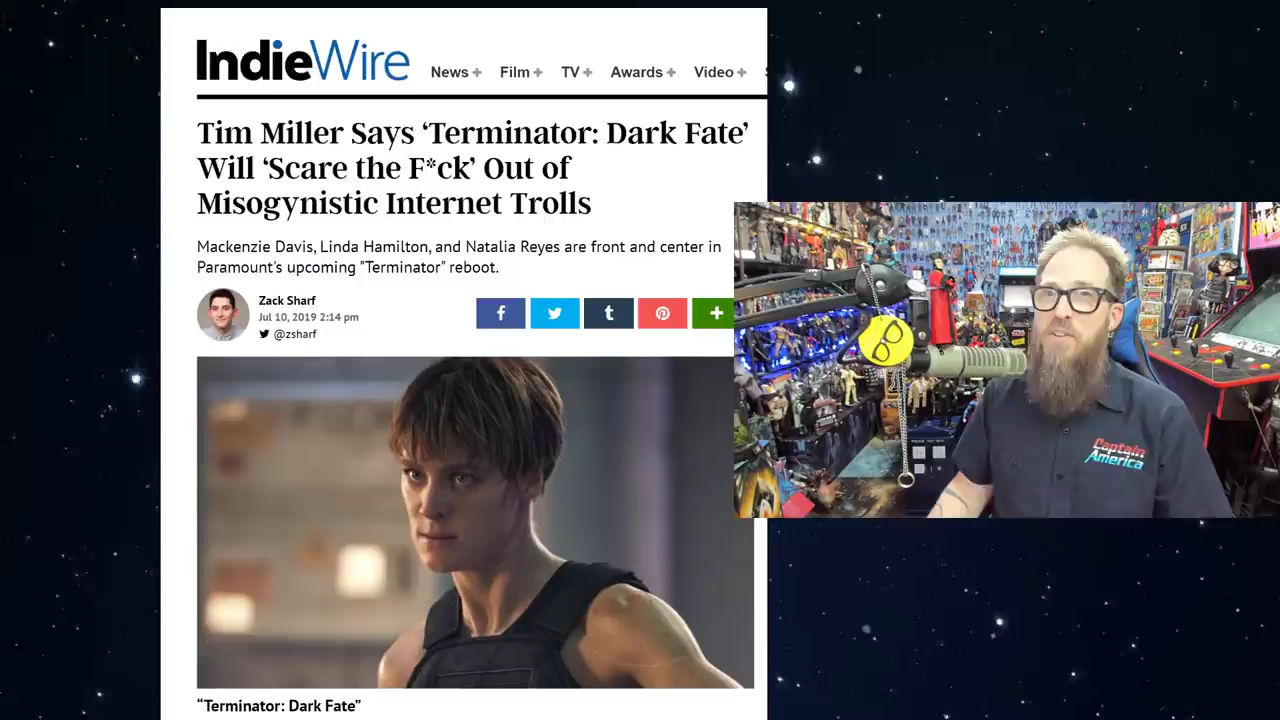 IndieWire
News + Film + TV + Awards + Video +
Tim Miller Says ‘Terminator: Dark Fate’
Will ‘Scare the F*ck’ Out of
Misogynistic Internet Trolls
Mackenzie Davis, Linda Hamilton, and Natalia Reyes are front and center in
Paramount's upcoming "Terminator" reboot.
Zack Sharf
Jul 10, 2019 2:14 pm
@zsharf
“Terminator: Dark Fate”
Captain
America